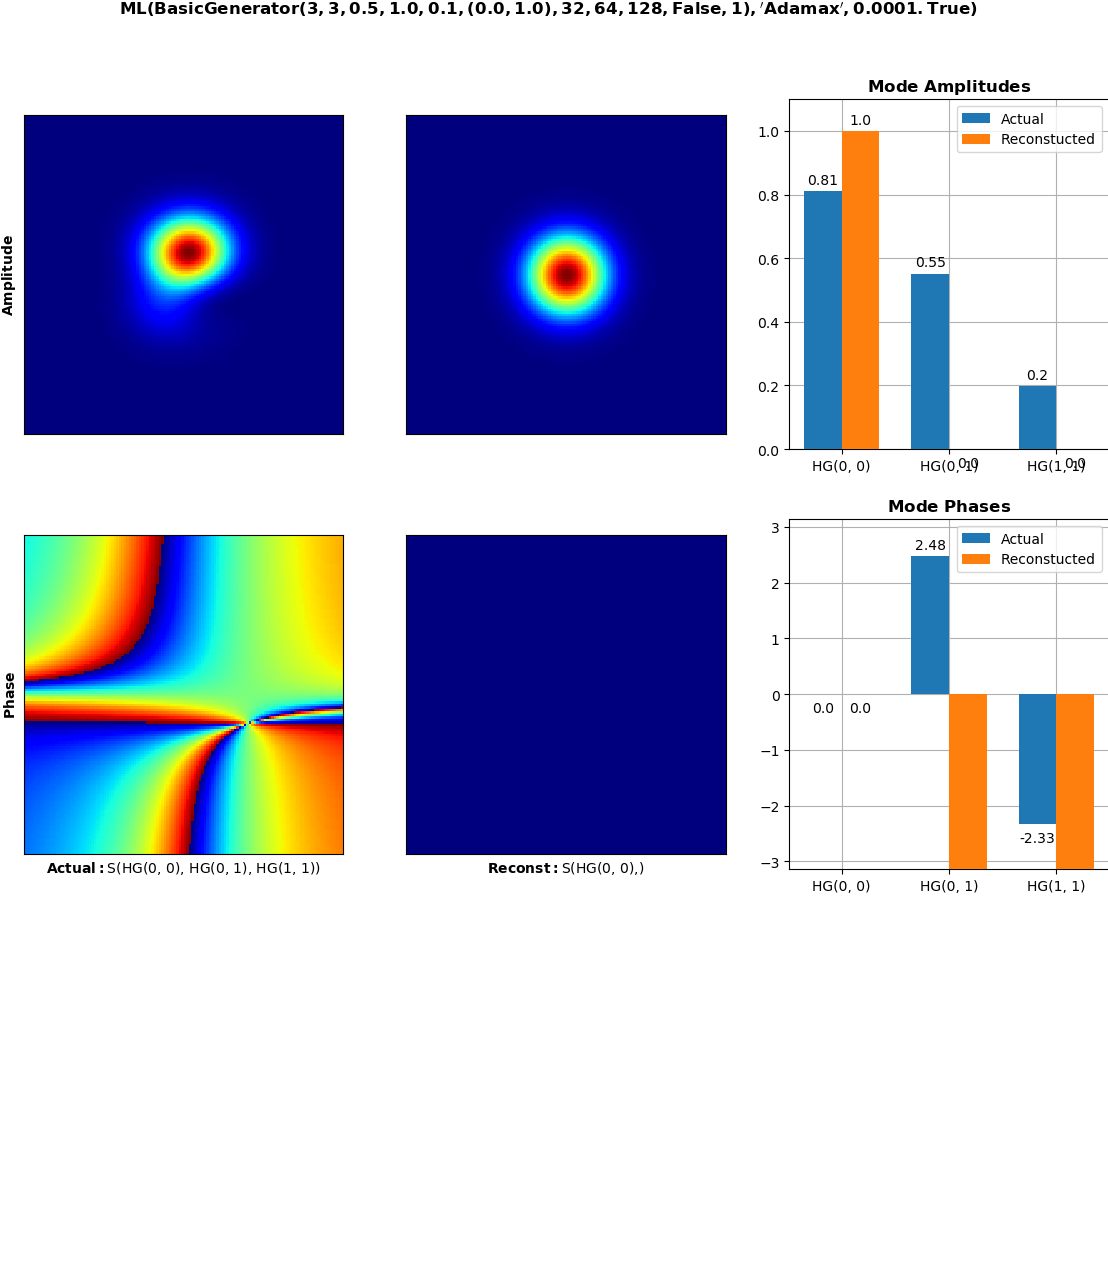 ML(BasicGenerator(3, 3, 0.5, 1.0, 0.1, (0.0, 1.0), 32, 64, 128, False, 1), ′Adamax′, 0.0001. True)
Amplitude
Mode Amplitudes
Actual
Reconstucted
1.0
0.8
0.6
0.4
0.2
0.0
0.81
1.0
0.55
0.0
0.2
0.0
HG(0, 0)
HG(0, 1)
HG(1, 1)
Phase
Actual: S(HG(0, 0), HG(0, 1), HG(1, 1))
Reconst: S(HG(0, 0),)
Mode Phases
Actual
Reconstucted
3
2
1
0
−1
−2
−3
0.0
0.0
2.48
-2.33
HG(0, 0)
HG(0, 1)
HG(1, 1)